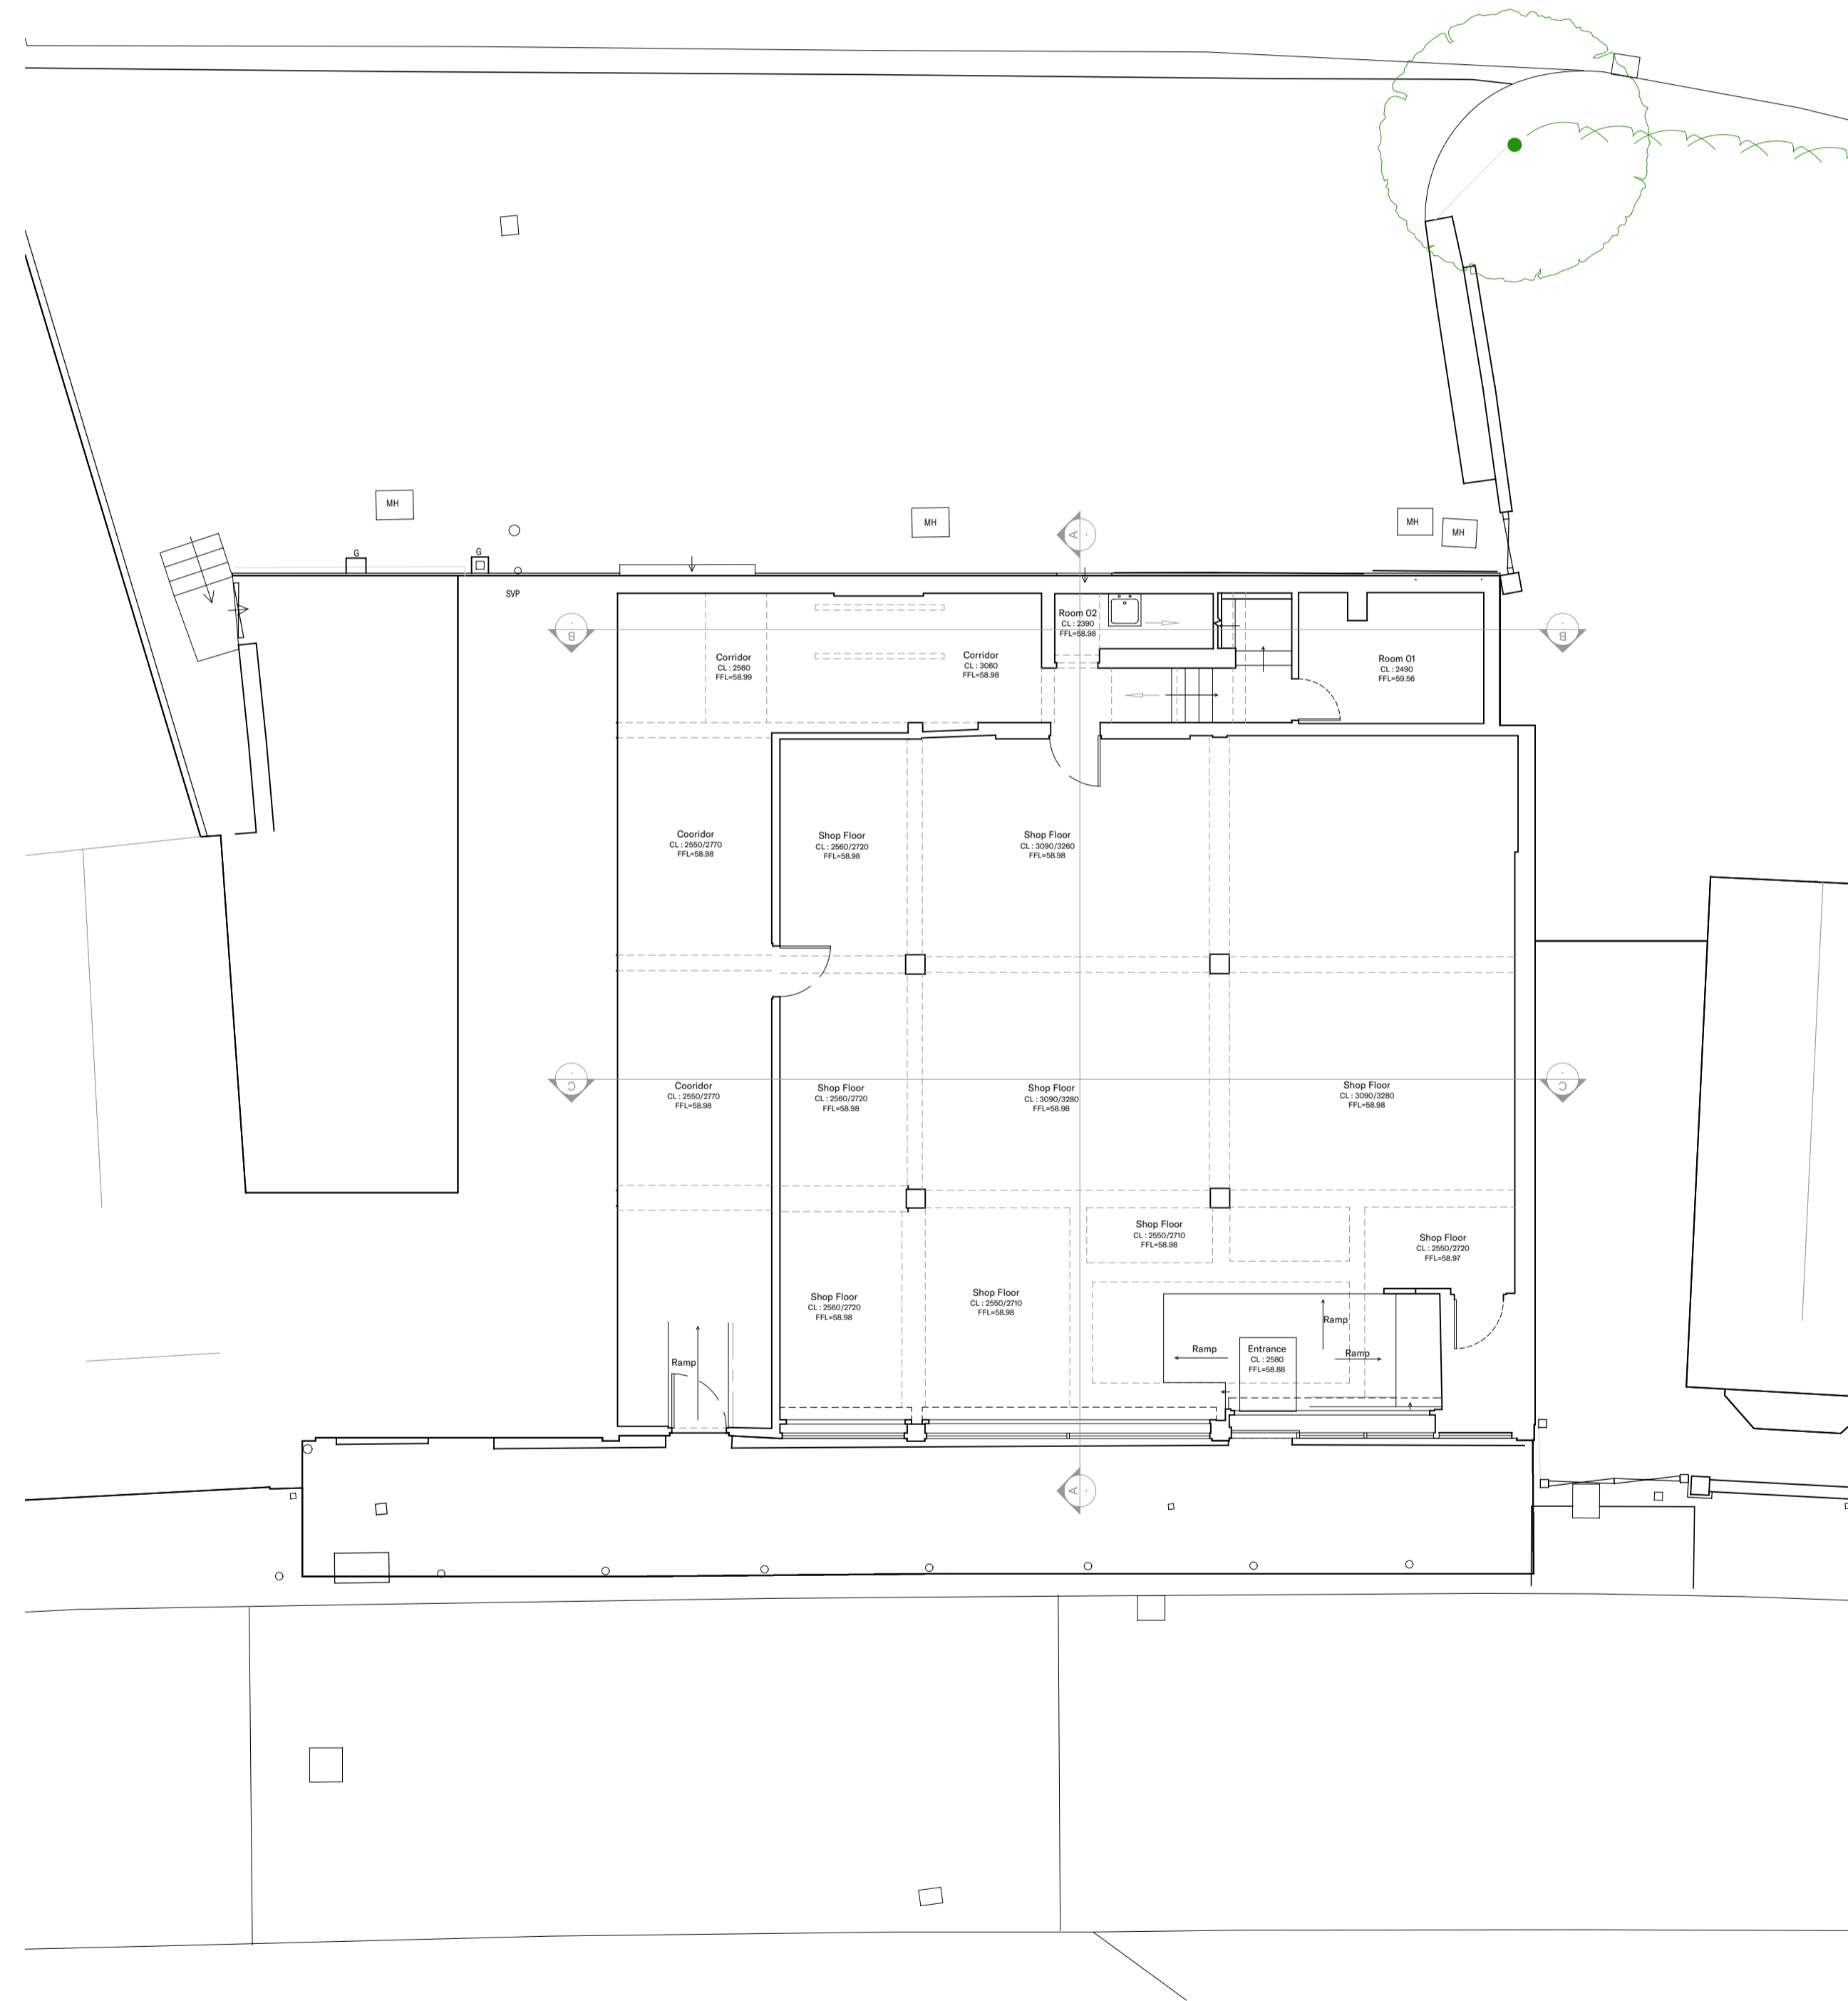 MH
MH
MH
MH
G
G
SVP
A
B
B
Room 02
CL : 2390
FFL=58.98
Corridor
CL : 2560
FFL=58.99
Corridor
CL : 3060
FFL=58.98
Room 01
CL : 2490
FFL=59.56
Cooridor
CL : 2550/2770
FFL=58.98
Shop Floor
CL : 2560/2720
FFL=58.98
Shop Floor
CL : 3090/3260
FFL=58.98
C
C
Cooridor
CL : 2550/2770
FFL=58.98
Shop Floor
CL : 2560/2720
FFL=58.98
Shop Floor
CL : 3090/3280
FFL=58.98
Shop Floor
CL : 3090/3280
FFL=58.98
Shop Floor
CL : 2550/2710
FFL=58.98
Shop Floor
CL : 2550/2720
FFL=58.97
Shop Floor
CL : 2560/2720
FFL=58.98
Shop Floor
CL : 2550/2710
FFL=58.98
Ramp
Ramp
Ramp
Entrance
CL : 2580
FFL=58.88
Ramp
A